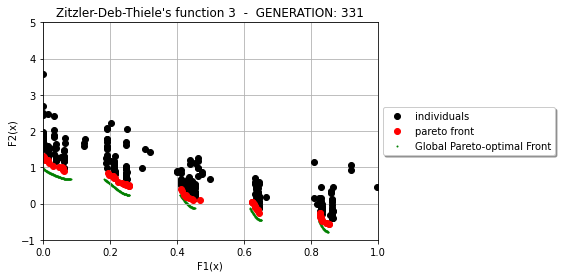 Zitzler-Deb-Thiele's function 3 - GENERATION: 331
5
4
3
2
1
0
-1
F2(x)
0.0 0.2 0.4 0.6 0.8 1.0
F1(x)
individuals
pareto front
Global Pareto-optimal Front